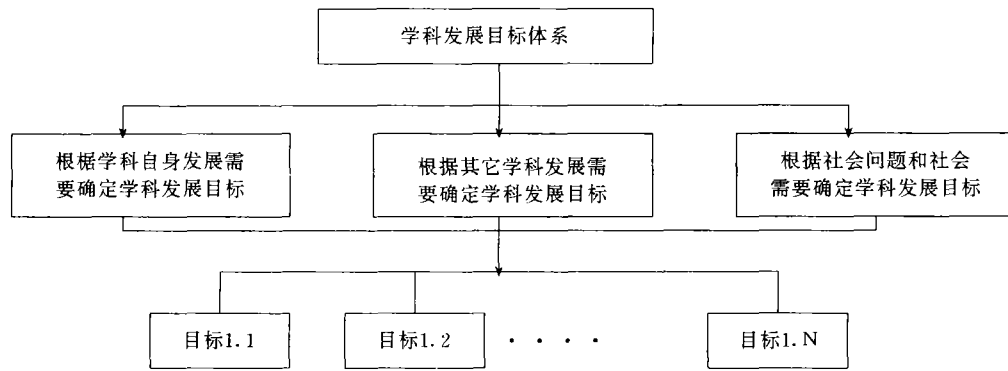 学科发展目标体系
根据学科自身发展需
要确定学科发展目标
根据其它学科发展需
要确定学科发展目标
根据社会问题和社会
需要确定学科发展目标
目标1.1
目标1.2
· · · ·
目标1.N